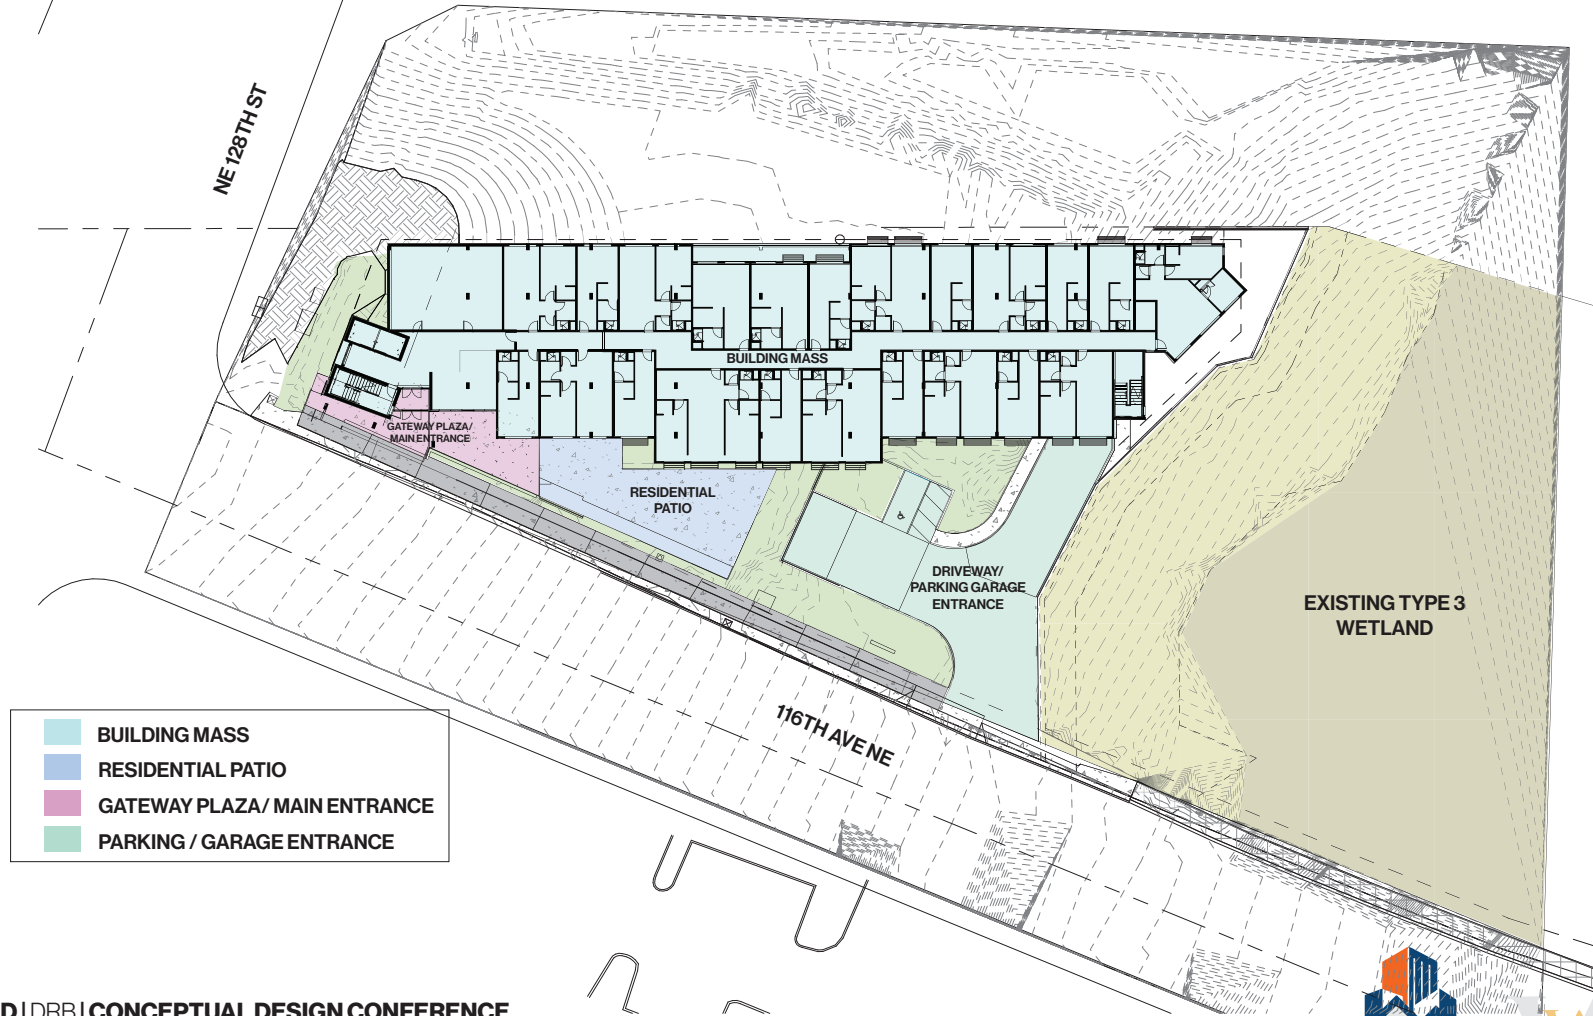 NE 128TH ST
BUILDING MASS
GATEWAY PLAZA/
MAIN ENTRANCE
RESIDENTIAL
PATIO
DRIVEWAY/
PARKING GARAGE
ENTRANCE
EXISTING TYPE 3
WETLAND
116TH AVE NE
BUILDING MASS
RESIDENTIAL PATIO
GATEWAY PLAZA/ MAIN ENTRANCE
PARKING / GARAGE ENTRANCE
D | DRB | CONCEPTUAL DESIGN CONFERENCE